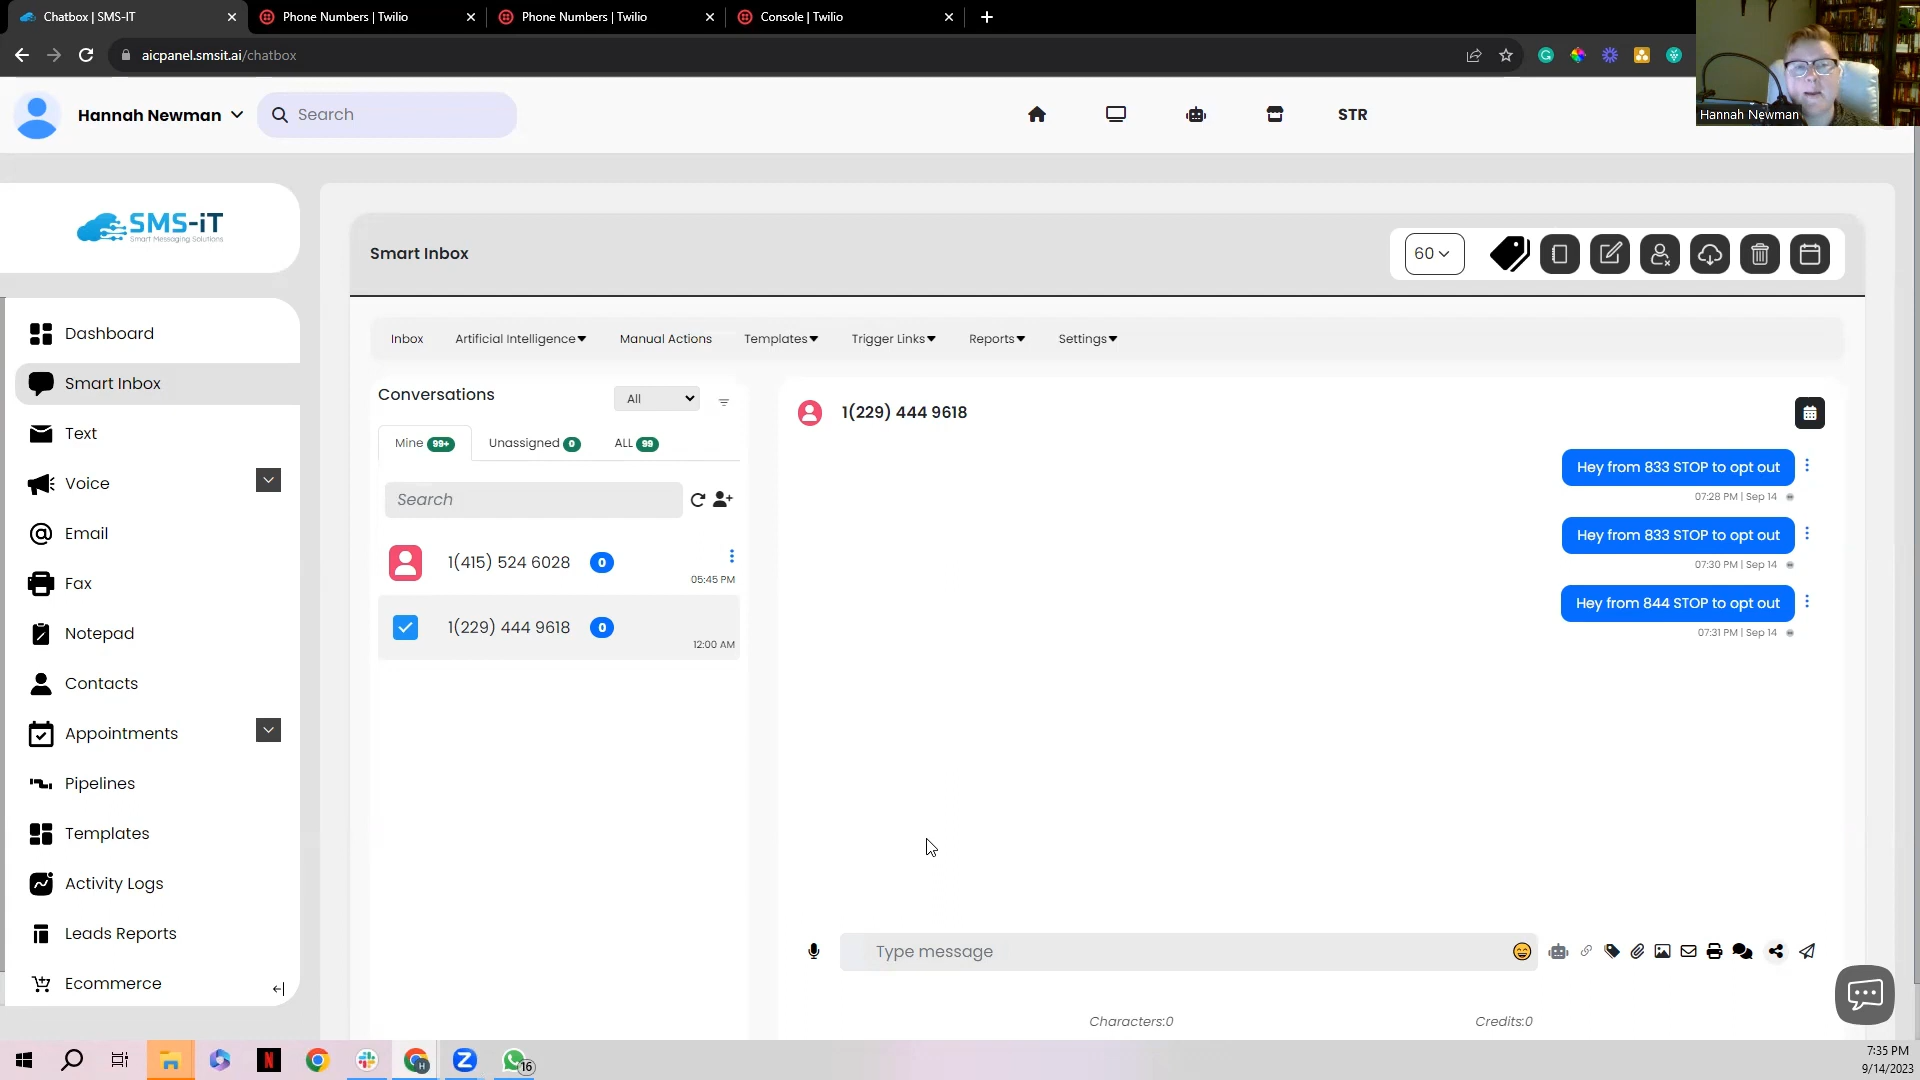 Chatbox | SMS-IT
Phone Numbers | Twilio
Phone Numbers | Twilio
Console | Twilio
aicpanel.smsit.ai/chatbox
Hannah Newman
Search
STR
Hannah Newman
SMS-iT
Smart Messaging Solutions
Smart Inbox
60
Dashboard
Smart Inbox
Text
Voice
Email
Fax
Notepad
Contacts
Appointments
Pipelines
Templates
Activity Logs
Leads Reports
Ecommerce
Inbox
Artificial Intelligence
Manual Actions
Templates
Trigger Links
Reports
Settings
Conversations
All
Mine 99+
Unassigned 0
ALL 99
Search
1(415) 524 6028 0
05:45 PM
1(229) 444 9618 0
12:00 AM
1(229) 444 9618
Hey from 833 STOP to opt out
07:28 PM | Sep 14
Hey from 833 STOP to opt out
07:30 PM | Sep 14
Hey from 844 STOP to opt out
07:31 PM | Sep 14
Type message
Characters:0
Credits:0
16
7:35 PM
9/14/2023